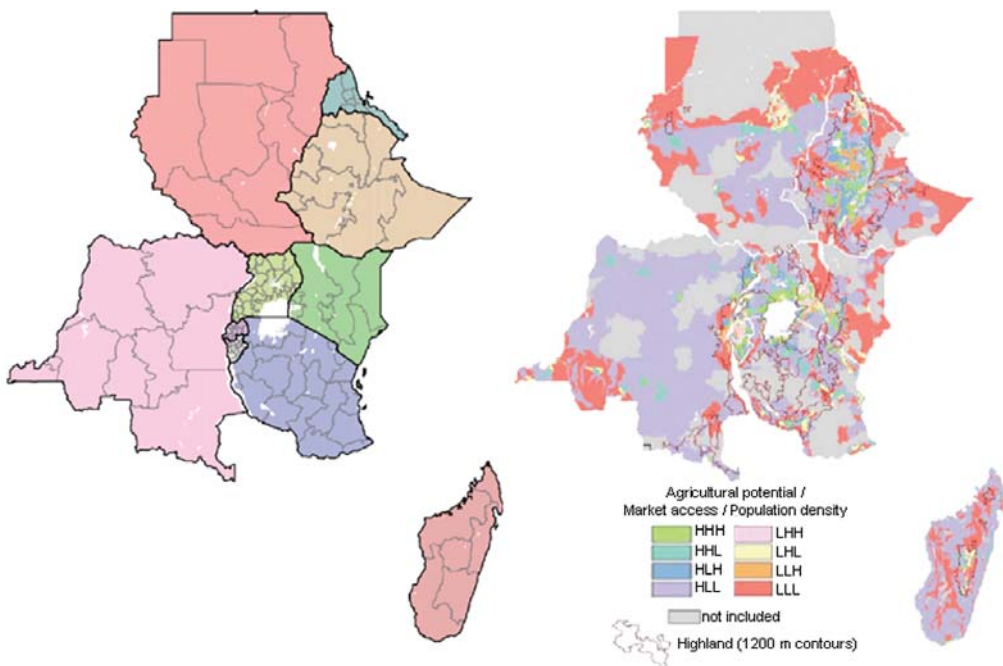 Agricultural potential /
Market access / Population density
HHH LHH
HHL LHL
HLH LLH
HLL LLL
not included
Highland (1200 m contours)